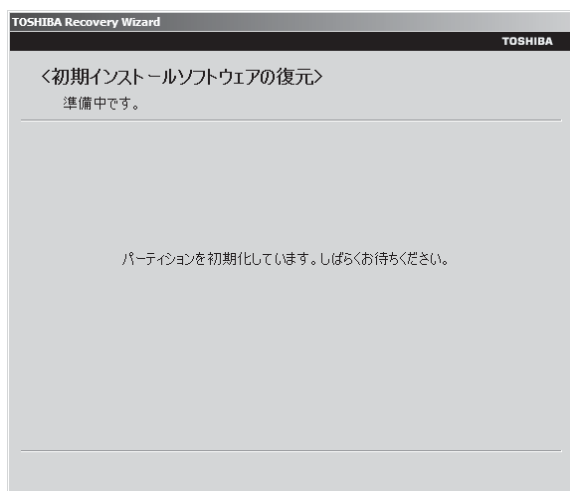 TOSHIBA Recovery Wizard
TOSHIBA
<初期インストールソフトウェアの復元>
準備中です。
パーティションを初期化しています。しばらくお待ちください。